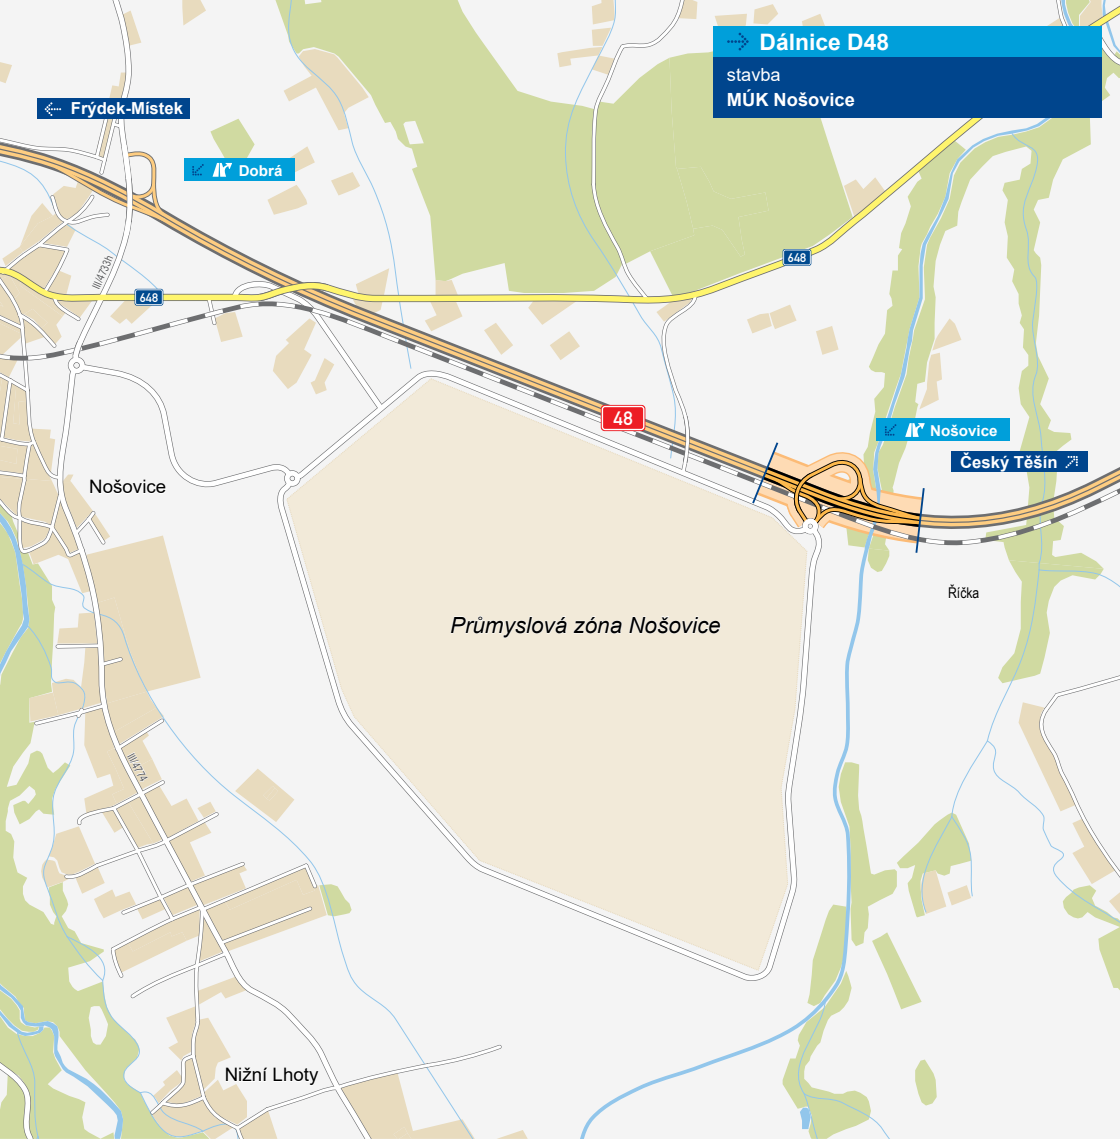 Dálnice D48
stavba
MÚK Nošovice
Frýdek-Místek
Dobrá
III/4733h
648
648
48
Nošovice
Český Těšín
Nošovice
Říčka
Průmyslová zóna Nošovice
III/4774
Nižní Lhoty